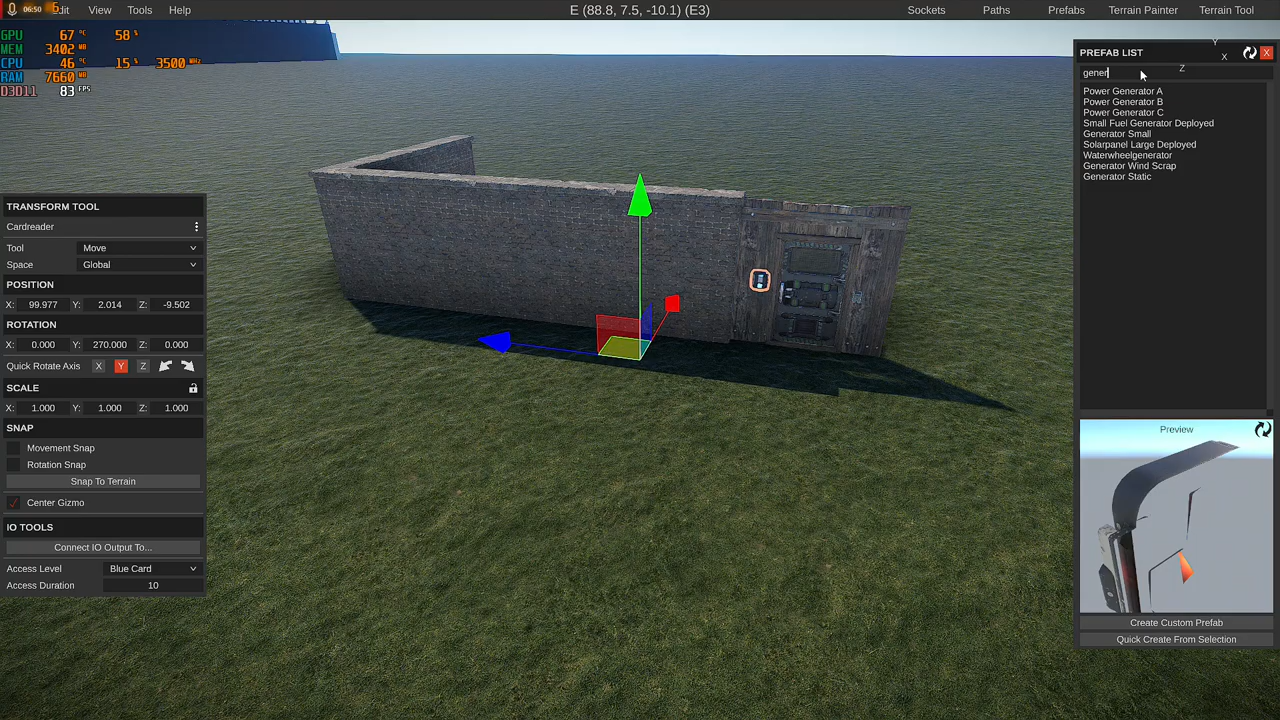 06:50
Edit View Tools Help
E (88.8, 7.5, -10.1) (E3)
Sockets Paths Prefabs Terrain Painter Terrain Tool
GPU 67 °C 58 %
MEM 3402 MB
CPU 46 °C 15 % 3500 MHz
RAM 7660 MB
D3D11 83 FPS
PREFAB LIST
Y
X
Z
X
gener
Power Generator A
Power Generator B
Power Generator C
Small Fuel Generator Deployed
Generator Small
Solarpanel Large Deployed
Waterwheelgenerator
Generator Wind Scrap
Generator Static
TRANSFORM TOOL
Cardreader
Tool Move
Space Global
POSITION
X: 99.977 Y: 2.014 Z: -9.502
ROTATION
X: 0.000 Y: 270.000 Z: 0.000
Quick Rotate Axis X Y Z
SCALE
X: 1.000 Y: 1.000 Z: 1.000
SNAP
Movement Snap
Rotation Snap
Snap To Terrain
Center Gizmo
IO TOOLS
Connect IO Output To...
Access Level Blue Card
Access Duration 10
Preview
Create Custom Prefab
Quick Create From Selection